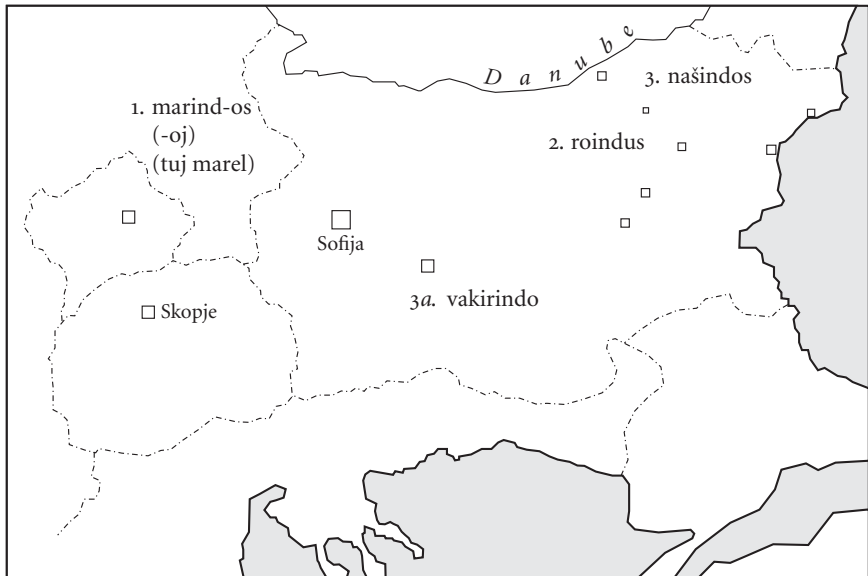 Danube
3. našindos
1. marind-os
(-oj)
(tuj marel)
2. roindus
Sofija
3a. vakirindo
Skopje